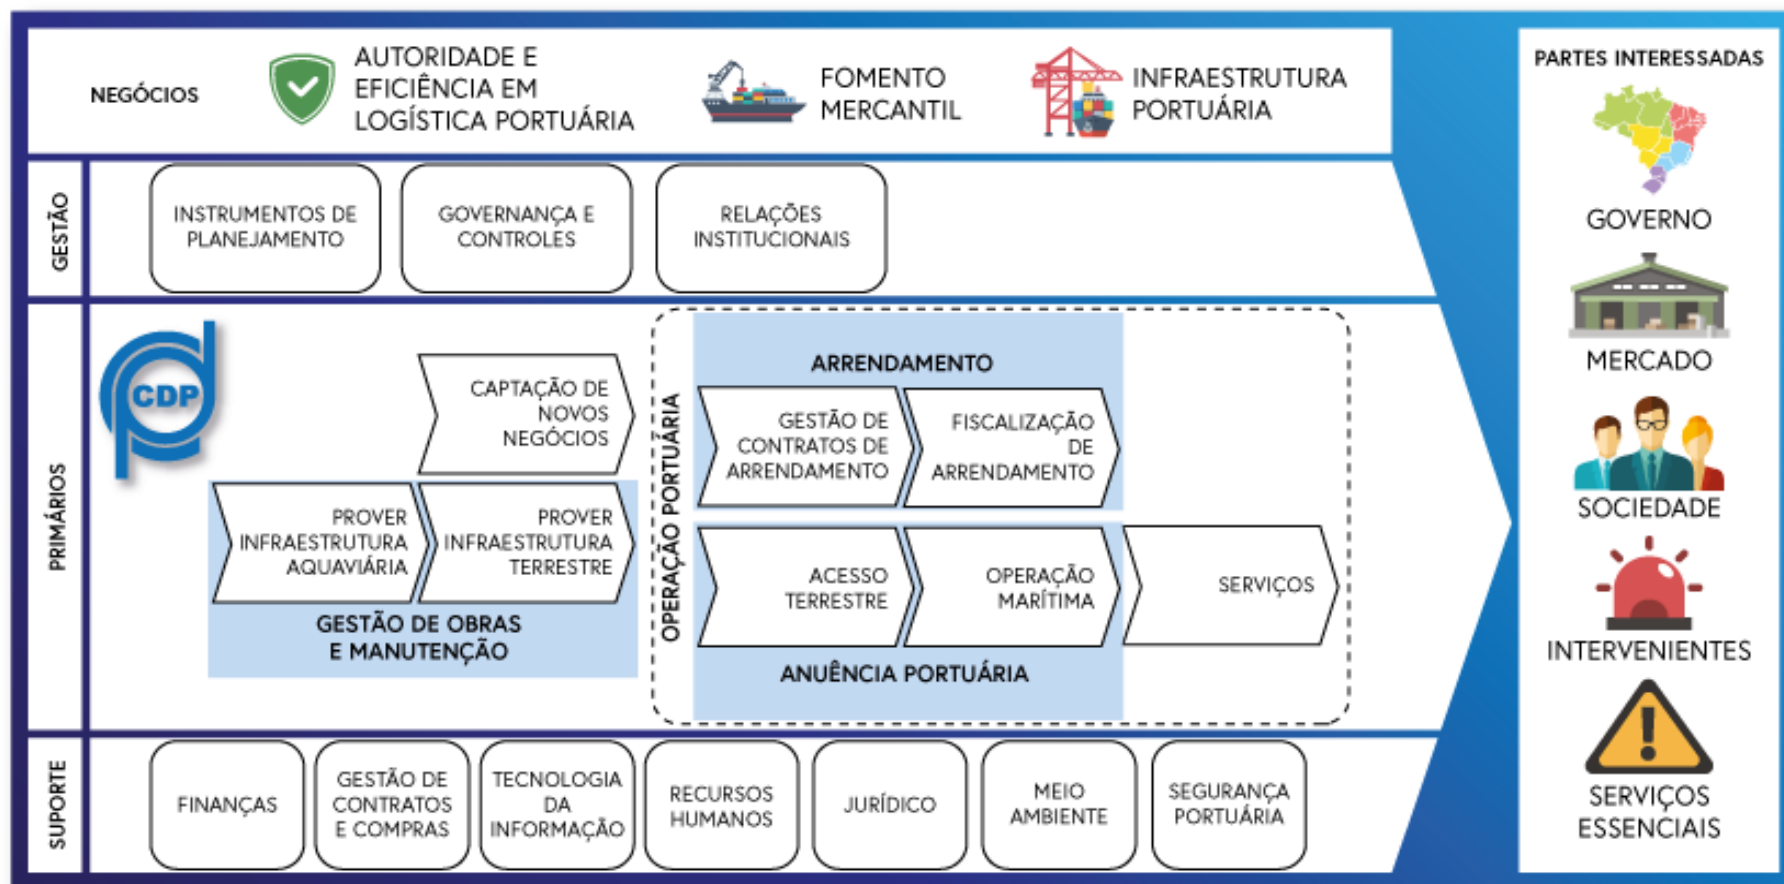 NEGÓCIOS
AUTORIDADE E
EFICIÊNCIA EM
LOGÍSTICA PORTUÁRIA
FOMENTO
MERCANTIL
INFRAESTRUTURA
PORTUÁRIA
GESTÃO
INSTRUMENTOS DE
PLANEJAMENTO
GOVERNANÇA E
CONTROLES
RELAÇÕES
INSTITUCIONAIS
PRIMÁRIOS
CDP
CAPTAÇÃO DE
NOVOS
NEGÓCIOS
PROVER
INFRAESTRUTURA
AQUAVIÁRIA
PROVER
INFRAESTRUTURA
TERRESTRE
GESTÃO DE OBRAS
E MANUTENÇÃO
OPERAÇÃO PORTUÁRIA
ARRENDAMENTO
GESTÃO DE
CONTRATOS DE
ARRENDAMENTO
FISCALIZAÇÃO
DE
ARRENDAMENTO
ACESSO
TERRESTRE
OPERAÇÃO
MARÍTIMA
ANUÊNCIA PORTUÁRIA
SERVIÇOS
SUPORTE
FINANÇAS
GESTÃO DE
CONTRATOS
E COMPRAS
TECNOLOGIA
DA
INFORMAÇÃO
RECURSOS
HUMANOS
JURÍDICO
MEIO
AMBIENTE
SEGURANÇA
PORTUÁRIA
PARTES INTERESSADAS
GOVERNO
MERCADO
SOCIEDADE
INTERVENIENTES
SERVIÇOS
ESSENCIAIS